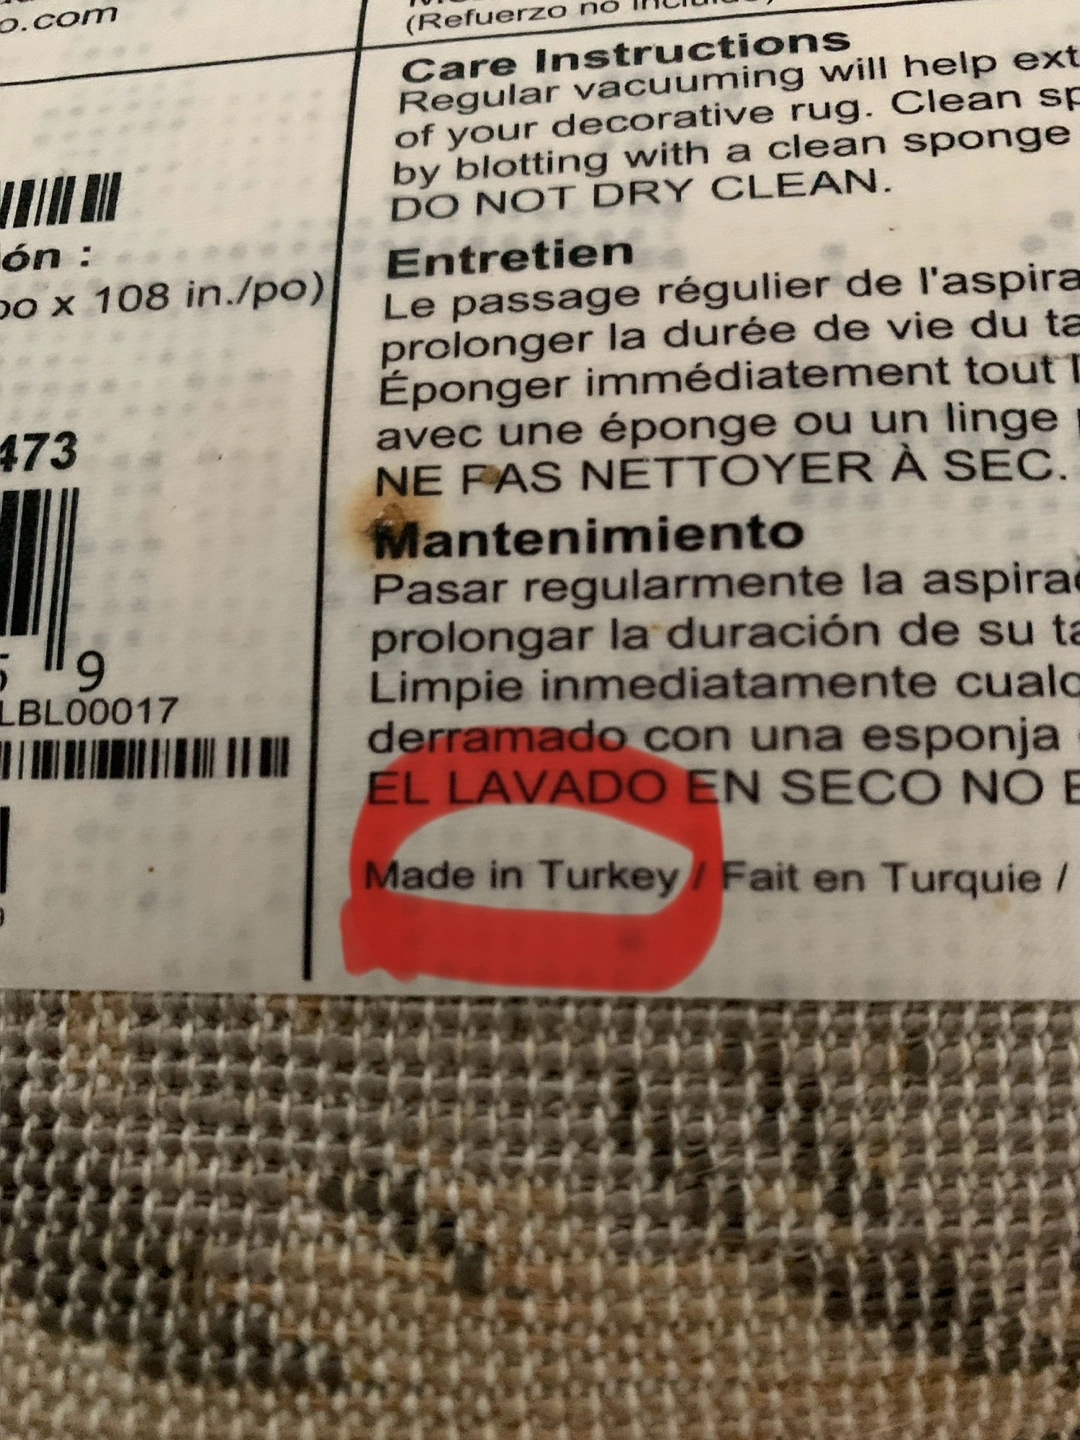 o.com
(Refuerzo no incluido)
ón :
po x 108 in./po)
473
9
LBL00017
Care Instructions
Regular vacuuming will help ext
of your decorative rug. Clean sp
by blotting with a clean sponge
DO NOT DRY CLEAN.
Entretien
Le passage régulier de l'aspira
prolonger la durée de vie du ta
Éponger immédiatement tout l
avec une éponge ou un linge
NE PAS NETTOYER À SEC.
Mantenimiento
Pasar regularmente la aspirad
prolongar la duración de su ta
Limpie inmediatamente cualq
derramado con una esponja
EL LAVADO EN SECO NO E
Made in Turkey / Fait en Turquie /